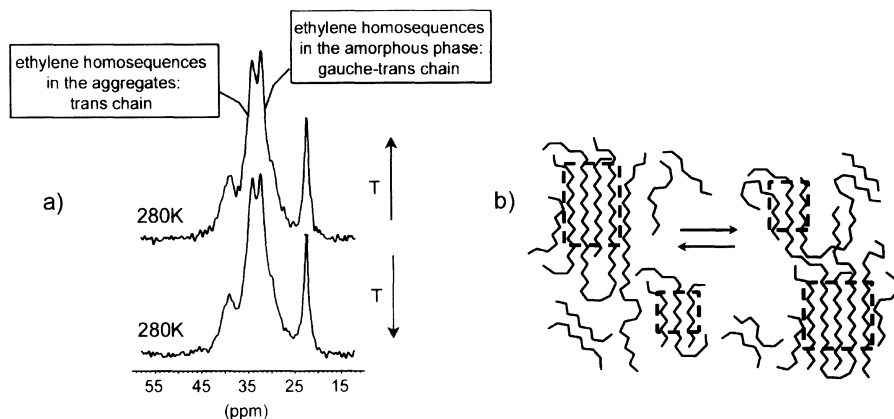 ethylene homosequences
in the amorphous phase:
gauche-trans chain
ethylene homosequences
in the aggregates:
trans chain
a)
280K
T
280K
T
55 45 35 25 15
(ppm)
b)